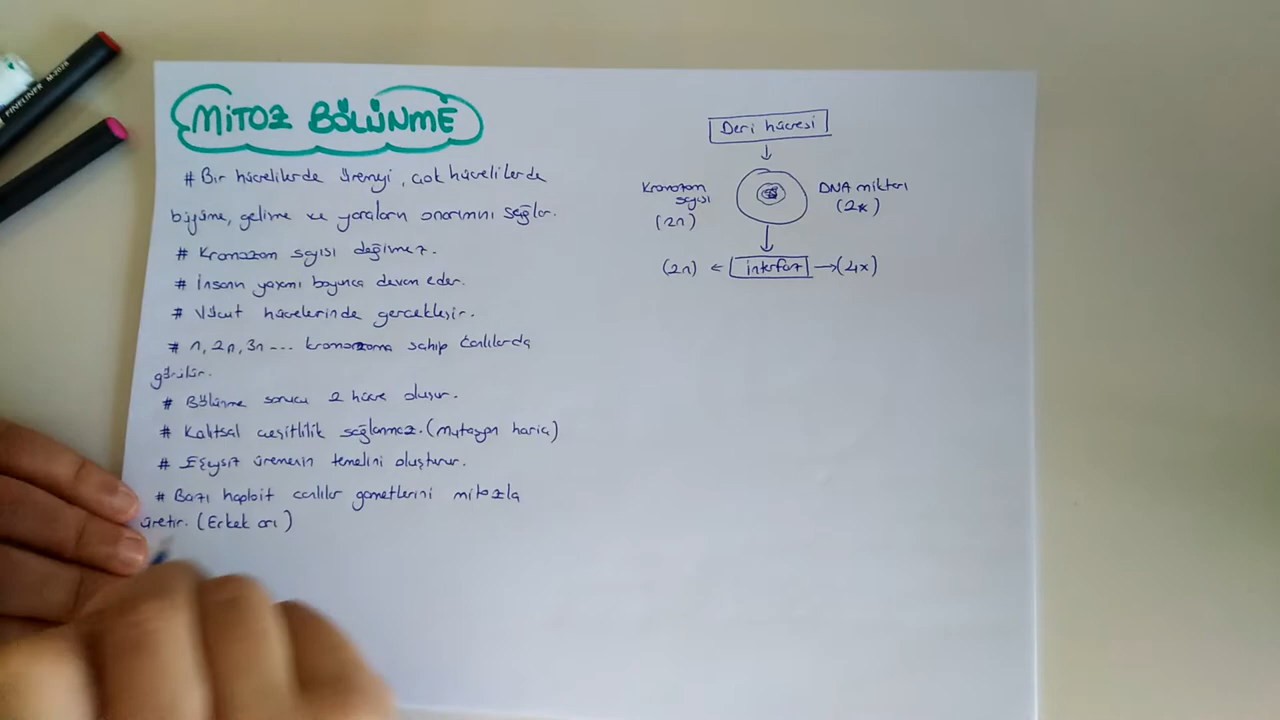 FINELINER M-2028
MİTOZ BÖLÜNME
# Bir hücrelilerde üremeyi, çok hücrelilerde
büyüme, gelişme ve yaraların onarımını sağlar.
# Kromozom sayısı değişmez.
# İnsanın yaşamı boyunca devam eder.
# Vücut hücrelerinde gerçekleşir.
# n, 2n, 3n --- kromozoma sahip canlılarda
görülür.
# Bölünme sonucu 2 hücre oluşur.
# Kalıtsal çeşitlilik sağlanmaz. (Mutasyon hariç)
# Eşeysiz üremenin temelini oluşturur.
# Bazı haploit canlılar gametlerini mitozla
üretir. (Erkek arı)
Deri hücresi
Kromozom
sayısı
(2n)
DNA miktarı
(2x)
(2n) ← interfaz → (4x)